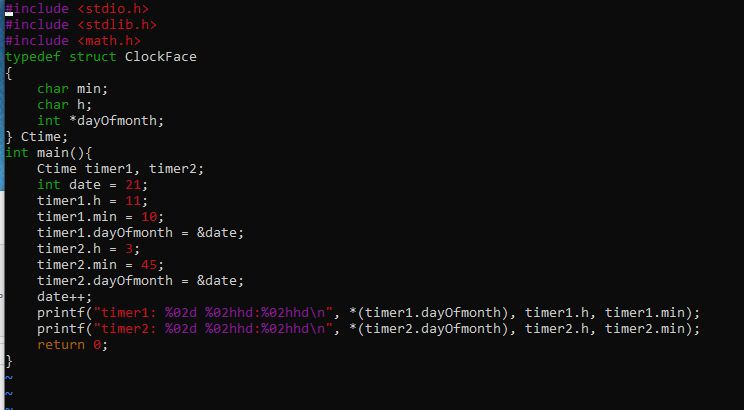 #include <stdio.h>
#include <stdlib.h>
#include <math.h>
typedef struct ClockFace
{
    char min;
    char h;
    int *dayOfmonth;
} Ctime;
int main(){
    Ctime timer1, timer2;
    int date = 21;
    timer1.h = 11;
    timer1.min = 10;
    timer1.dayOfmonth = &date;
    timer2.h = 3;
    timer2.min = 45;
    timer2.dayOfmonth = &date;
    date++;
    printf("timer1: %02d %02hhd:%02hhd\n", *(timer1.dayOfmonth), timer1.h, timer1.min);
    printf("timer2: %02d %02hhd:%02hhd\n", *(timer2.dayOfmonth), timer2.h, timer2.min);
    return 0;
}
~
~
~